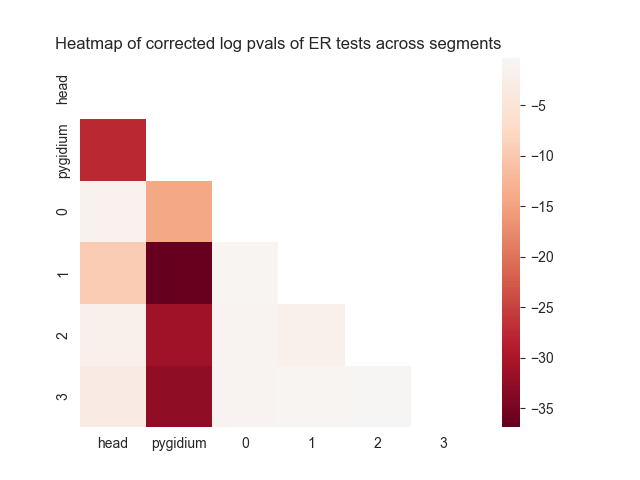 Heatmap of corrected log pvals of ER tests across segments
head
pygidium
0
1
2
3
head pygidium 0 1 2 3
−5
−10
−15
−20
−25
−30
−35